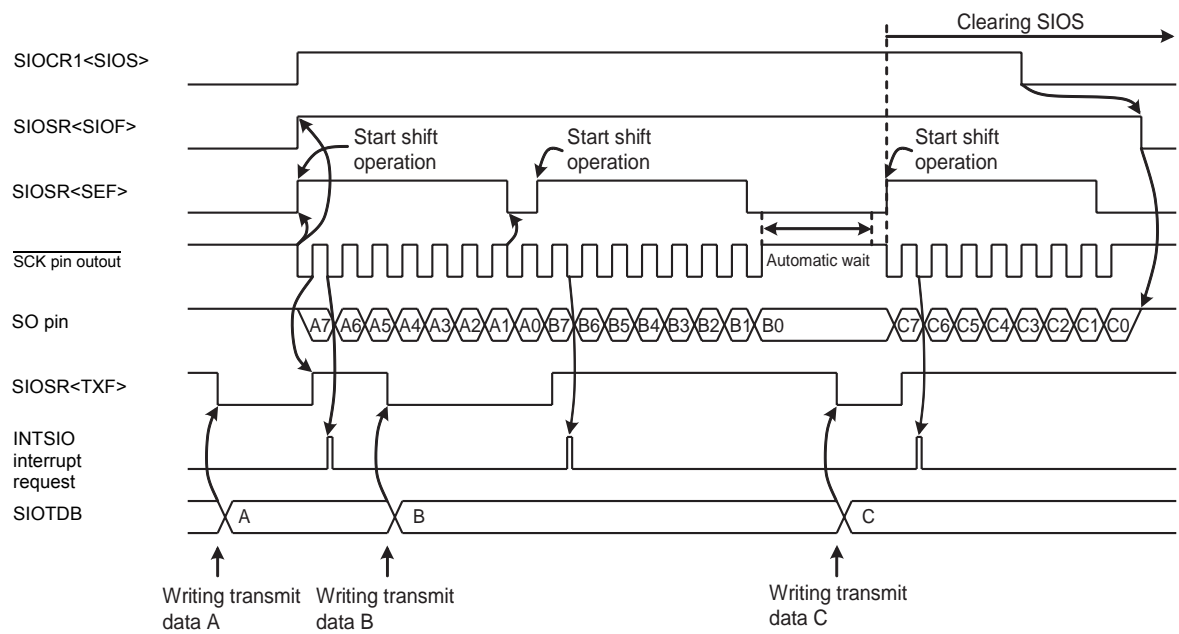 Clearing SIOS
SIOCR1<SIOS>
SIOSR<SIOF>
Start shift
operation
Start shift
operation
Start shift
operation
SIOSR<SEF>
SCK pin outout
Automatic wait
SO pin
A7 A6 A5 A4 A3 A2 A1 A0 B7 B6 B5 B4 B3 B2 B1 B0 C7 C6 C5 C4 C3 C2 C1 C0
SIOSR<TXF>
INTSIO
interrupt
request
SIOTDB
A
B
C
Writing transmit
data A
Writing transmit
data B
Writing transmit
data C